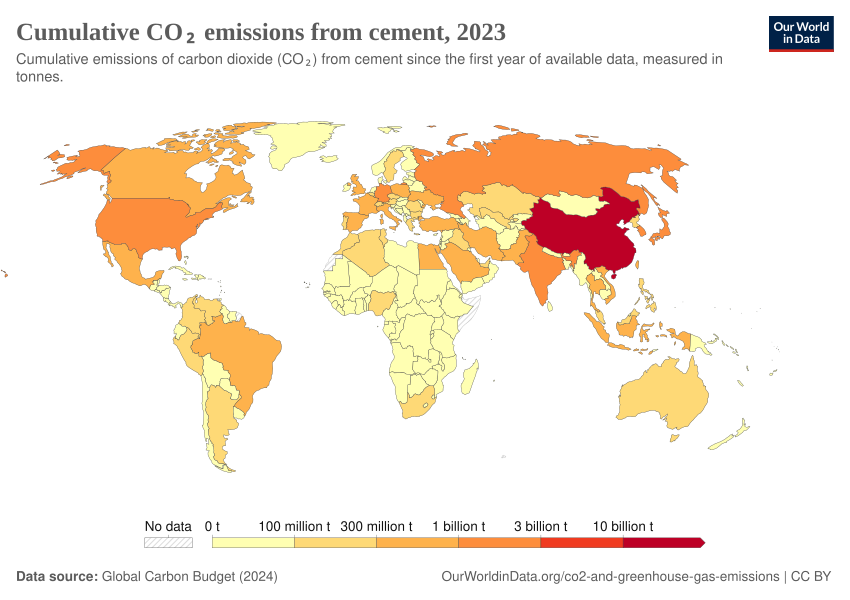 Cumulative CO₂ emissions from cement, 2023
Our World
in Data
Cumulative emissions of carbon dioxide (CO₂) from cement since the first year of available data, measured in
tonnes.
No data
0 t
100 million t
300 million t
1 billion t
3 billion t
10 billion t
Data source: Global Carbon Budget (2024)
OurWorldinData.org/co2-and-greenhouse-gas-emissions | CC BY